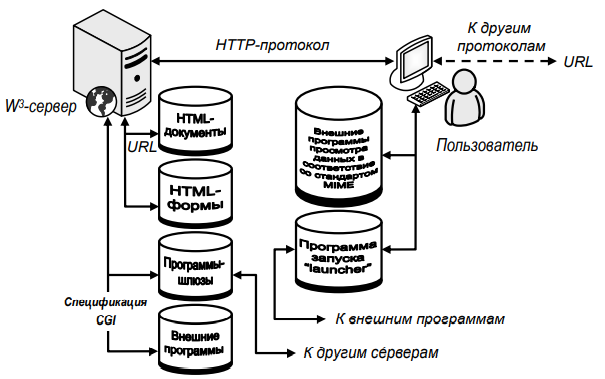 HTTP-протокол
К другим
протоколам
URL
W³-сервер
HTML-
документы
URL
Внешние
программы
просмотра
данных в
соответствие
со стандартом
MIME
Пользователь
HTML-
формы
Программы-
шлюзы
Программа
запуска
"launcher"
Спецификация
CGI
К внешним программам
Внешние
программы
К другим серверам